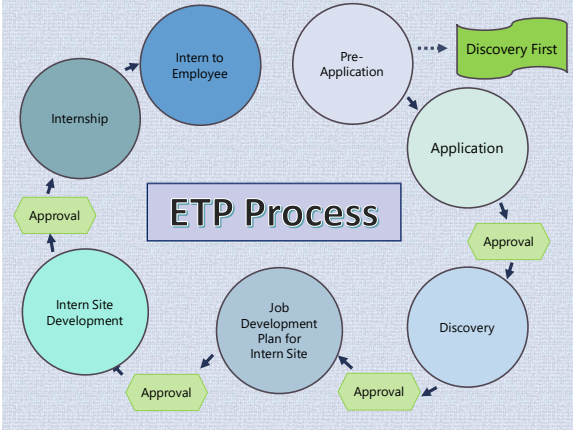 Pre-
Application
Discovery First
Application
Approval
Discovery
Approval
Job
Development
Plan for
Intern Site
Approval
Intern Site
Development
Approval
Internship
Intern to
Employee
ETP Process